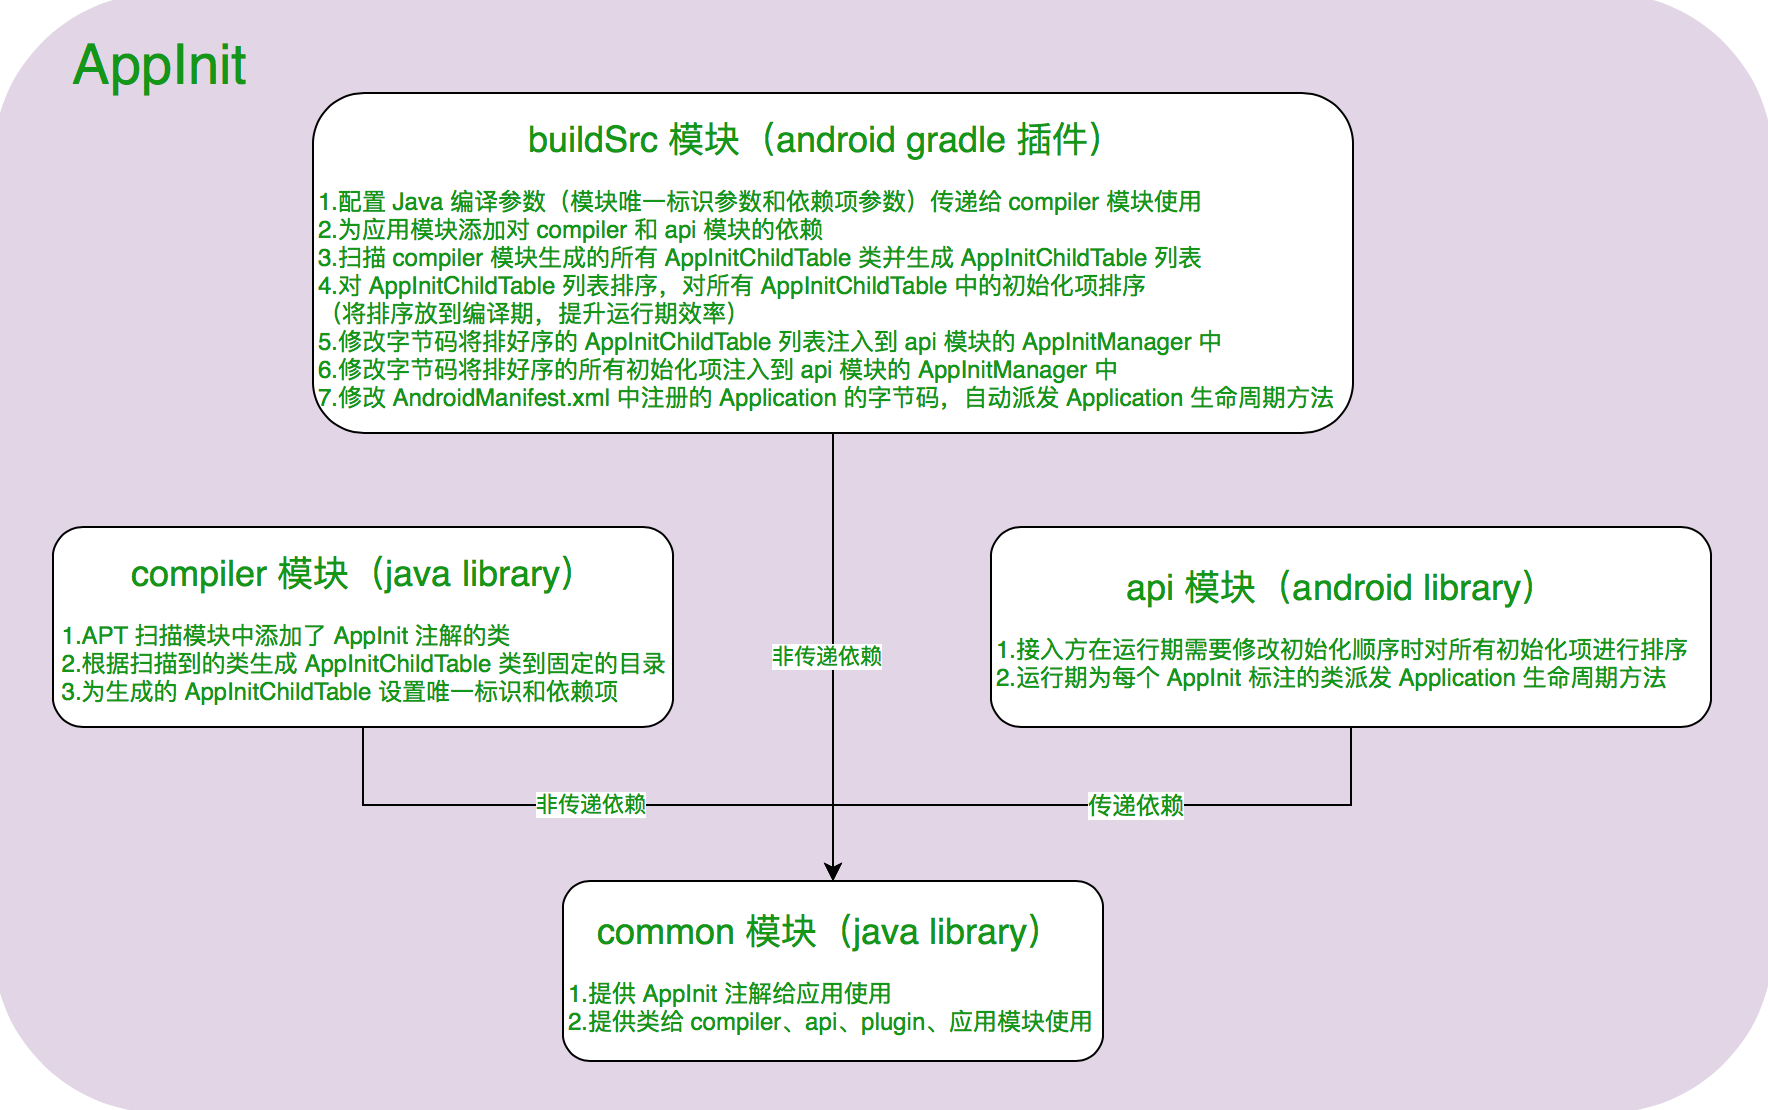 AppInit
buildSrc 模块（android gradle 插件）
1.配置 Java 编译参数（模块唯一标识参数和依赖项参数）传递给 compiler 模块使用
2.为应用模块添加对 compiler 和 api 模块的依赖
3.扫描 compiler 模块生成的所有 AppInitChildTable 类并生成 AppInitChildTable 列表
4.对 AppInitChildTable 列表排序，对所有 AppInitChildTable 中的初始化项排序
（将排序放到编译期，提升运行期效率）
5.修改字节码将排好序的 AppInitChildTable 列表注入到 api 模块的 AppInitManager 中
6.修改字节码将排好序的所有初始化项注入到 api 模块的 AppInitManager 中
7.修改 AndroidManifest.xml 中注册的 Application 的字节码，自动派发 Application 生命周期方法
compiler 模块（java library）
1.APT 扫描模块中添加了 AppInit 注解的类
2.根据扫描到的类生成 AppInitChildTable 类到固定的目录
3.为生成的 AppInitChildTable 设置唯一标识和依赖项
非传递依赖
api 模块（android library）
1.接入方在运行期需要修改初始化顺序时对所有初始化项进行排序
2.运行期为每个 AppInit 标注的类派发 Application 生命周期方法
非传递依赖
传递依赖
common 模块（java library）
1.提供 AppInit 注解给应用使用
2.提供类给 compiler、api、plugin、应用模块使用